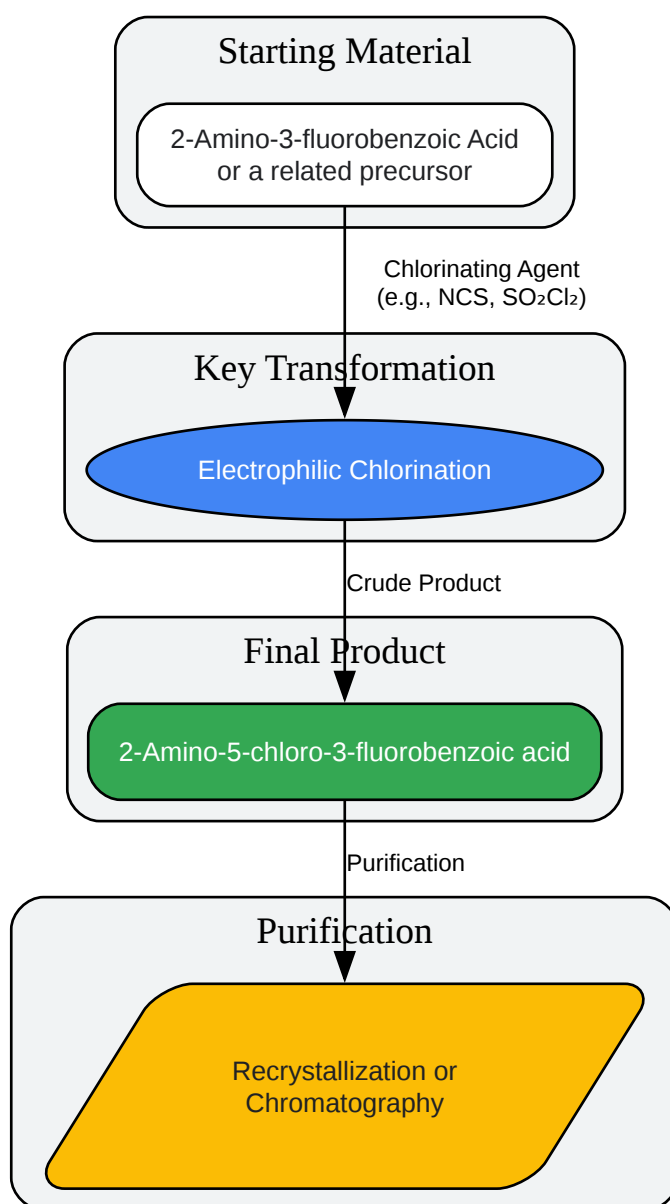 Starting Material
2-Amino-3-fluorobenzoic Acid
or a related precursor
Chlorinating Agent
(e.g., NCS, SO₂Cl₂)
Key Transformation
Electrophilic Chlorination
Crude Product
Final Product
2-Amino-5-chloro-3-fluorobenzoic acid
Purification
Purification
Recrystallization or
Chromatography